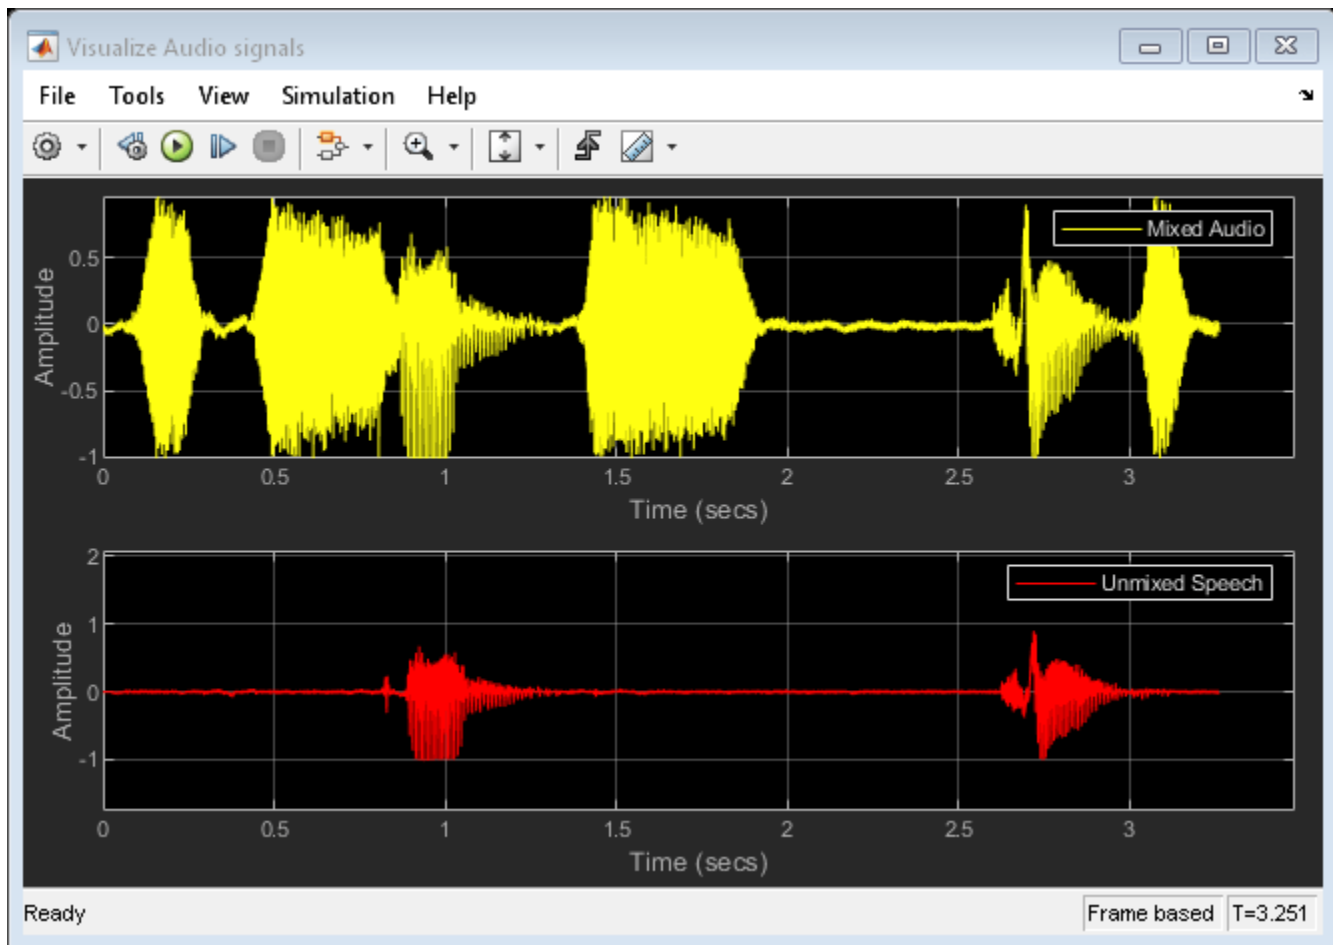 Visualize Audio signals
File Tools View Simulation Help
Mixed Audio
Amplitude
0.5
0
-0.5
-1
0 0.5 1 1.5 2 2.5 3
Time (secs)
Unmixed Speech
Amplitude
2
1
0
-1
0 0.5 1 1.5 2 2.5 3
Time (secs)
Ready Frame based T=3.251